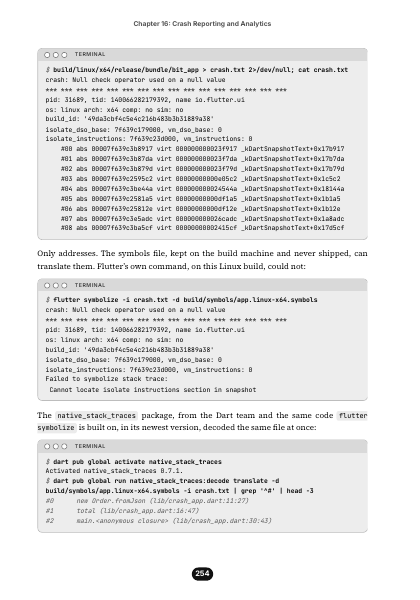 Chapter 16: Crash Reporting and Analytics
TERMINAL
$ build/linux/x64/release/bundle/bit_app > crash.txt 2>/dev/null; cat crash.txt
crash: Null check operator used on a null value
*** *** *** *** *** *** *** *** *** *** *** *** *** *** *** ***
pid: 31689, tid: 140066282179392, name io.flutter.ui
os: linux arch: x64 comp: no sim: no
build_id: '49da3cbf4c5e4c216b483b3b31889a38'
isolate_dso_base: 7f639c179000, vm_dso_base: 0
isolate_instructions: 7f639c23d000, vm_instructions: 0
#00 abs 00007f639c3b8917 virt 000000000023f917 _kDartSnapshotText+0x17b917
#01 abs 00007f639c3b87da virt 000000000023f7da _kDartSnapshotText+0x17b7da
#02 abs 00007f639c3b879d virt 000000000023f79d _kDartSnapshotText+0x17b79d
#03 abs 00007f639c2595c2 virt 00000000000e05c2 _kDartSnapshotText+0x1c5c2
#04 abs 00007f639c3be44a virt 000000000024544a _kDartSnapshotText+0x18144a
#05 abs 00007f639c2581a5 virt 00000000000df1a5 _kDartSnapshotText+0x1b1a5
#06 abs 00007f639c25812e virt 00000000000df12e _kDartSnapshotText+0x1b12e
#07 abs 00007f639c3e5adc virt 000000000026cadc _kDartSnapshotText+0x1a8adc
#08 abs 00007f639c3ba5cf virt 00000000002415cf _kDartSnapshotText+0x17d5cf
Only addresses. The symbols file, kept on the build machine and never shipped, can
translate them. Flutter's own command, on this Linux build, could not:
TERMINAL
$ flutter symbolize -i crash.txt -d build/symbols/app.linux-x64.symbols
crash: Null check operator used on a null value
*** *** *** *** *** *** *** *** *** *** *** *** *** *** *** ***
pid: 31689, tid: 140066282179392, name io.flutter.ui
os: linux arch: x64 comp: no sim: no
build_id: '49da3cbf4c5e4c216b483b3b31889a38'
isolate_dso_base: 7f639c179000, vm_dso_base: 0
isolate_instructions: 7f639c23d000, vm_instructions: 0
Failed to symbolize stack trace:
Cannot locate isolate instructions section in snapshot
The native_stack_traces package, from the Dart team and the same code flutter
symbolize is built on, in its newest version, decoded the same file at once:
TERMINAL
$ dart pub global activate native_stack_traces
Activated native_stack_traces 0.7.1.
$ dart pub global run native_stack_traces:decode translate -d
build/symbols/app.linux-x64.symbols -i crash.txt | grep '^#' | head -3
#0 new Order.fromJson (lib/crash_app.dart:11:27)
#1 total (lib/crash_app.dart:16:47)
#2 main.<anonymous closure> (lib/crash_app.dart:30:43)
254